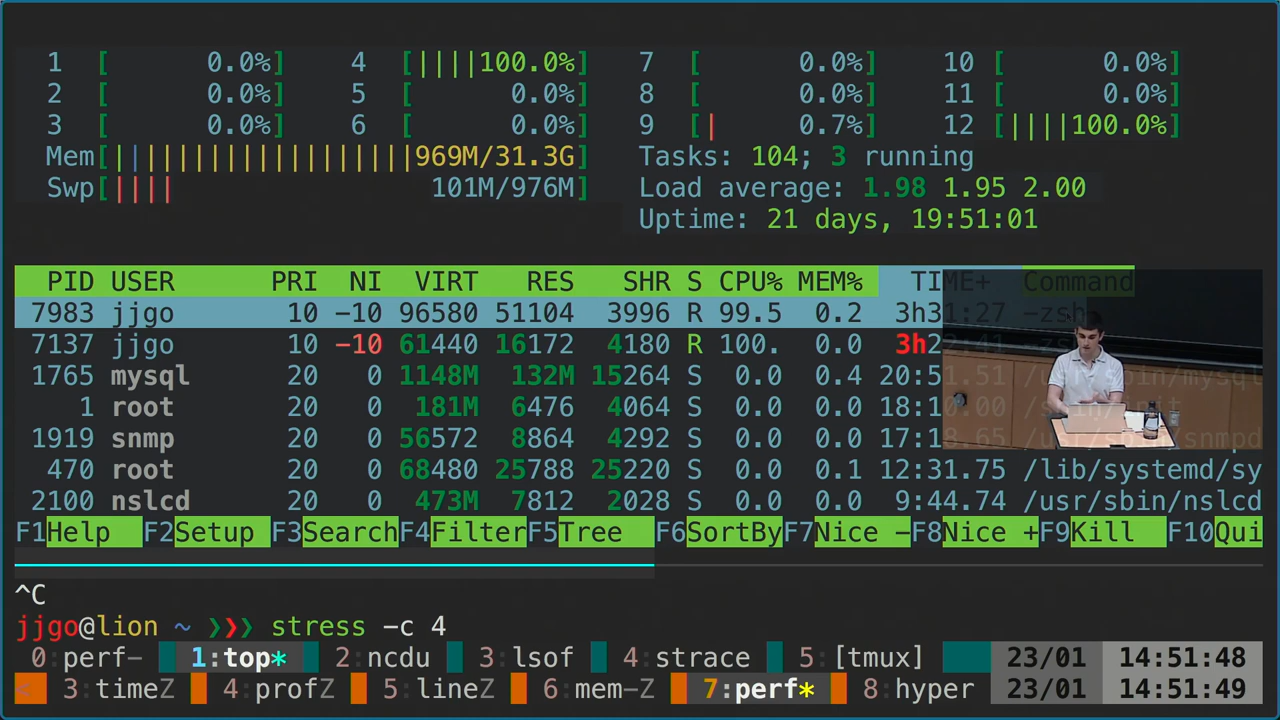 1 [ 0.0%] 4 [||||100.0%] 7 [ 0.0%] 10 [ 0.0%]
2 [ 0.0%] 5 [ 0.0%] 8 [ 0.0%] 11 [ 0.0%]
3 [ 0.0%] 6 [ 0.0%] 9 [| 0.7%] 12 [||||100.0%]
Mem[|||||||||||||||||||969M/31.3G] Tasks: 104; 3 running
Swp[|||| 101M/976M] Load average: 1.98 1.95 2.00
Uptime: 21 days, 19:51:01
PID USER PRI NI VIRT RES SHR S CPU% MEM% TIME+ Command
7983 jjgo 10 -10 96580 51104 3996 R 99.5 0.2 3h31:27 -zsh
7137 jjgo 10 -10 61440 16172 4180 R 100. 0.0
1765 mysql 20 0 1148M 132M 15264 S 0.0 0.4
1 root 20 0 181M 6476 4064 S 0.0 0.0
1919 snmp 20 0 56572 8864 4292 S 0.0 0.0
470 root 20 0 68480 25788 25220 S 0.0 0.1 12:31.75 /lib/systemd/sy
2100 nslcd 20 0 473M 7812 2028 S 0.0 0.0 9:44.74 /usr/sbin/nslcd
F1Help F2Setup F3Search F4Filter F5Tree F6SortBy F7Nice - F8Nice + F9Kill F10Qui
^C
jjgo@lion ~ ❯❯❯ stress -c 4
0:perf- 1:top* 2:ncdu 3:lsof 4:strace 5:[tmux] 23/01 14:51:48
< 3:timeZ 4:profZ 5:lineZ 6:mem-Z 7:perf* 8:hyper 23/01 14:51:49